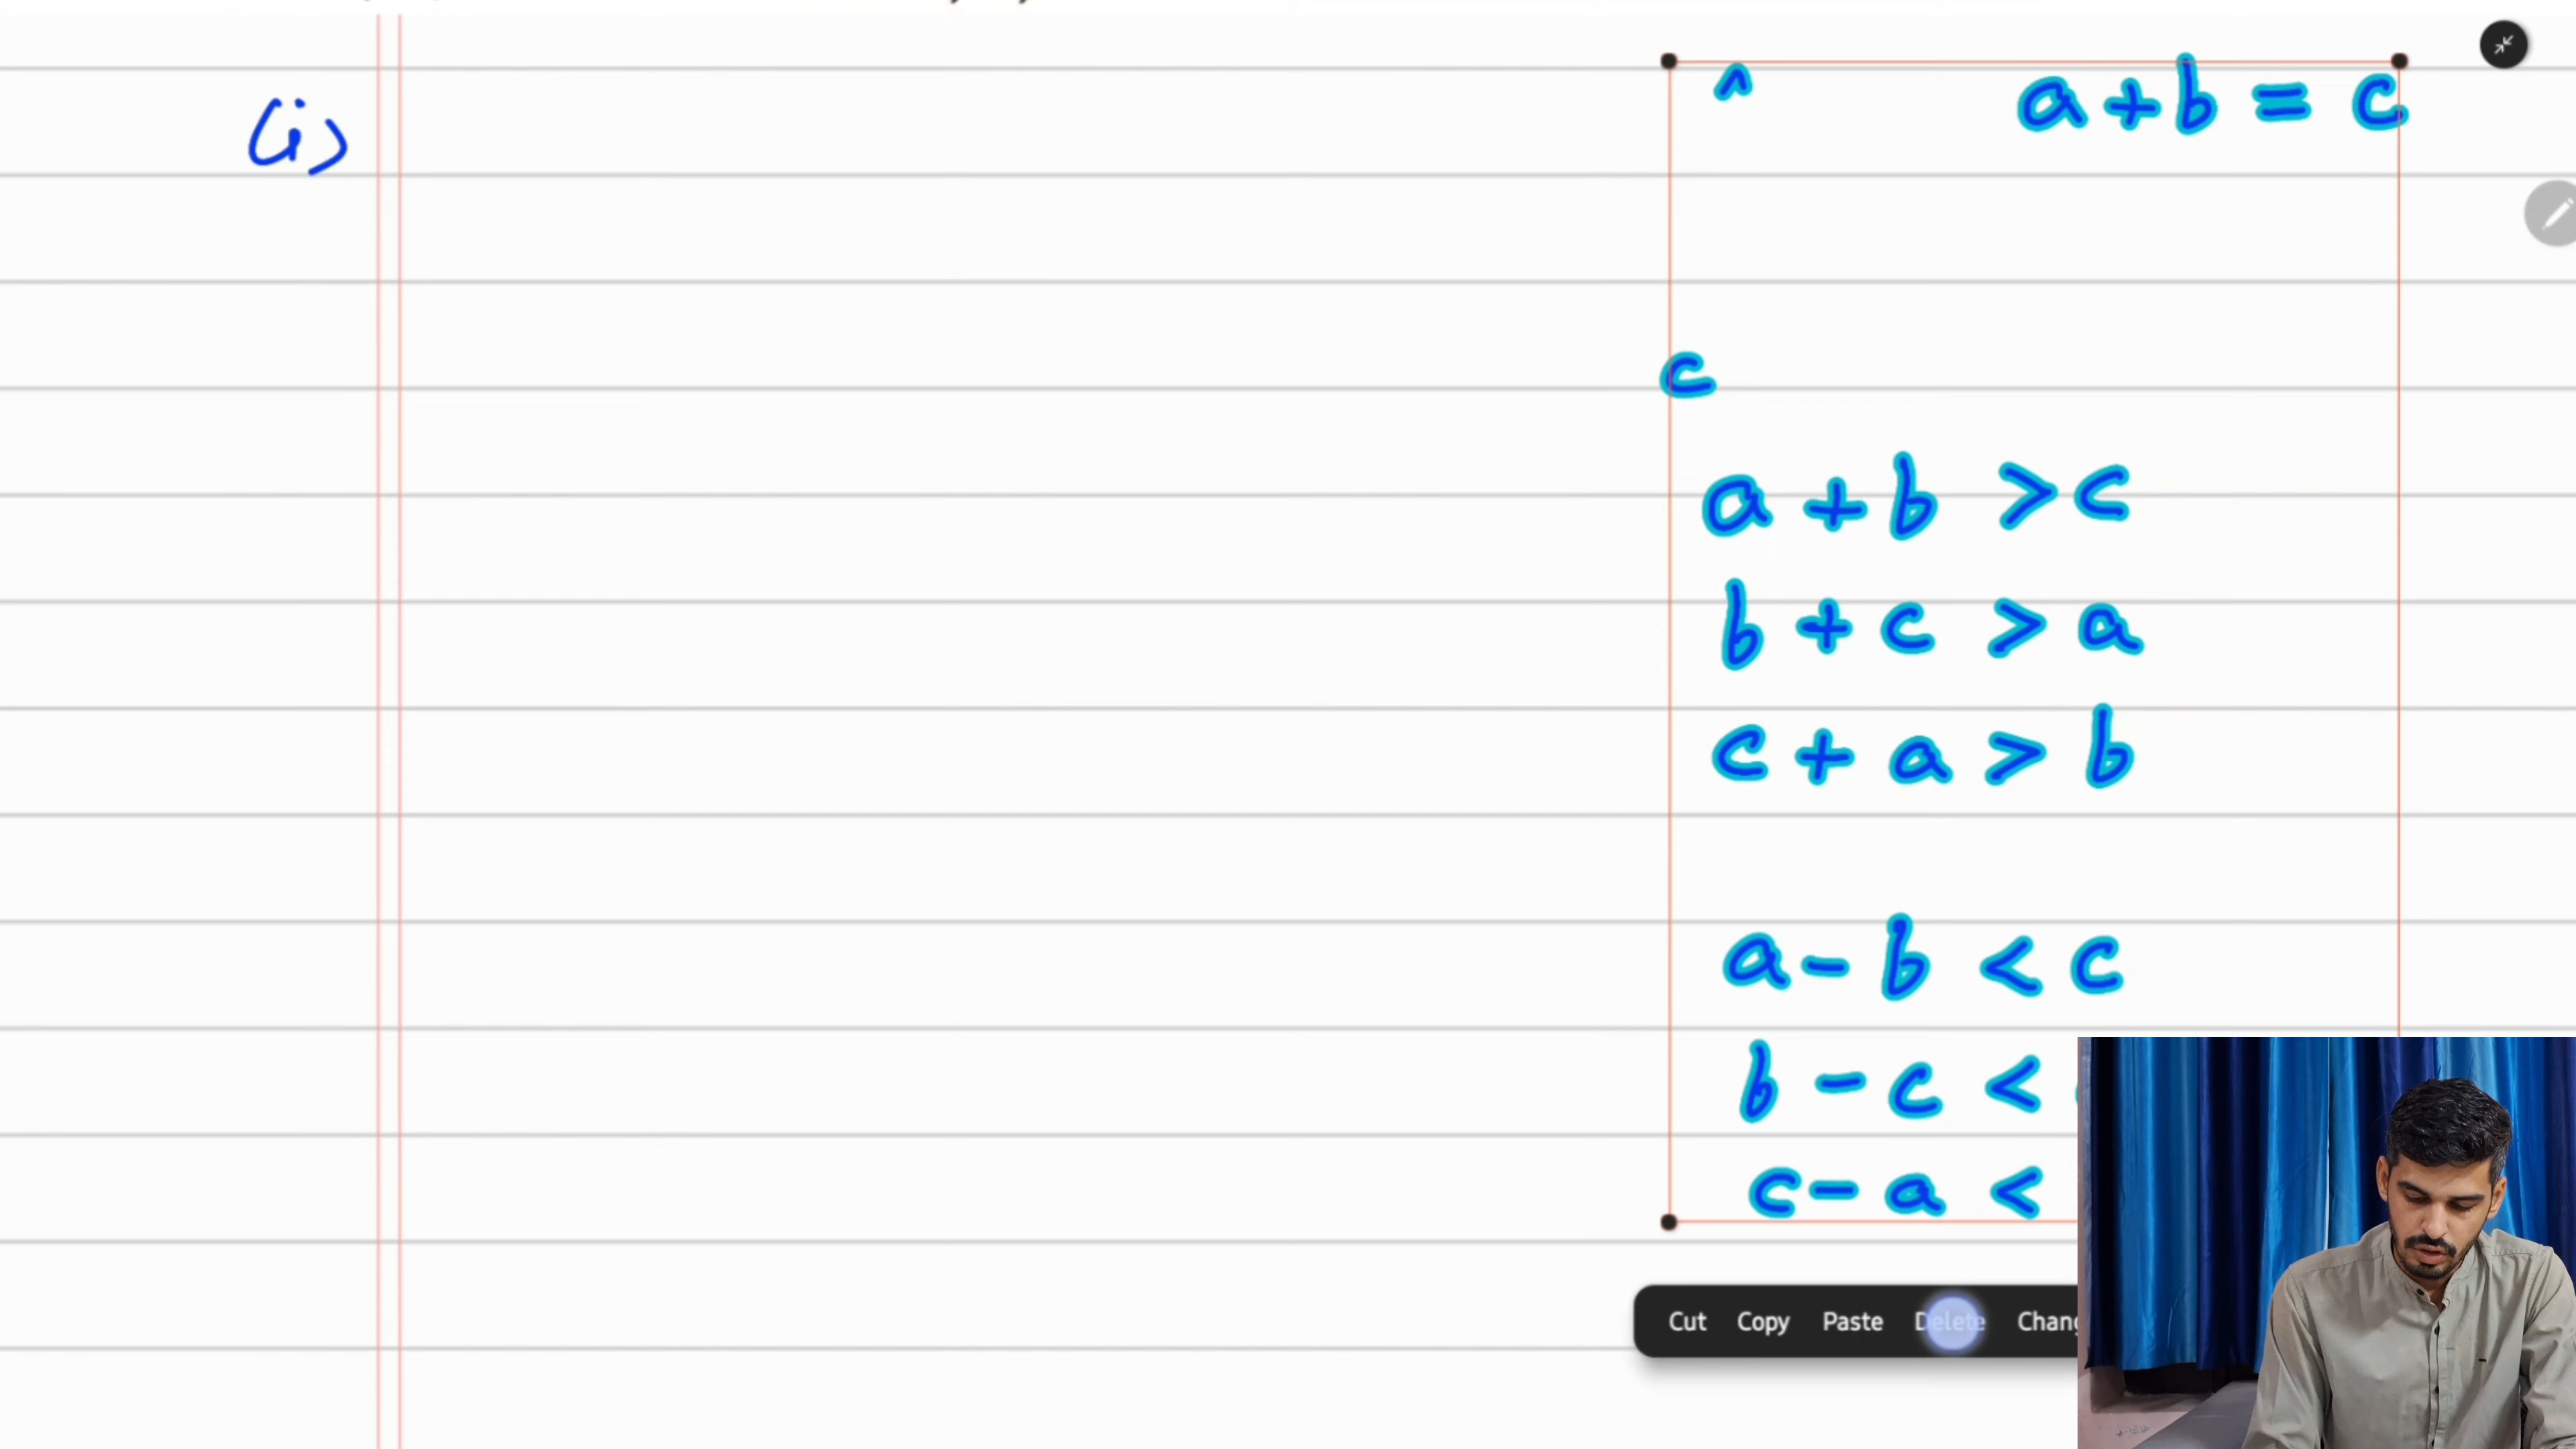 (i)
a + b = c
c
a + b > c
b + c > a
c + a > b
a - b < c
b - c <
c - a <
Cut Copy Paste Delete